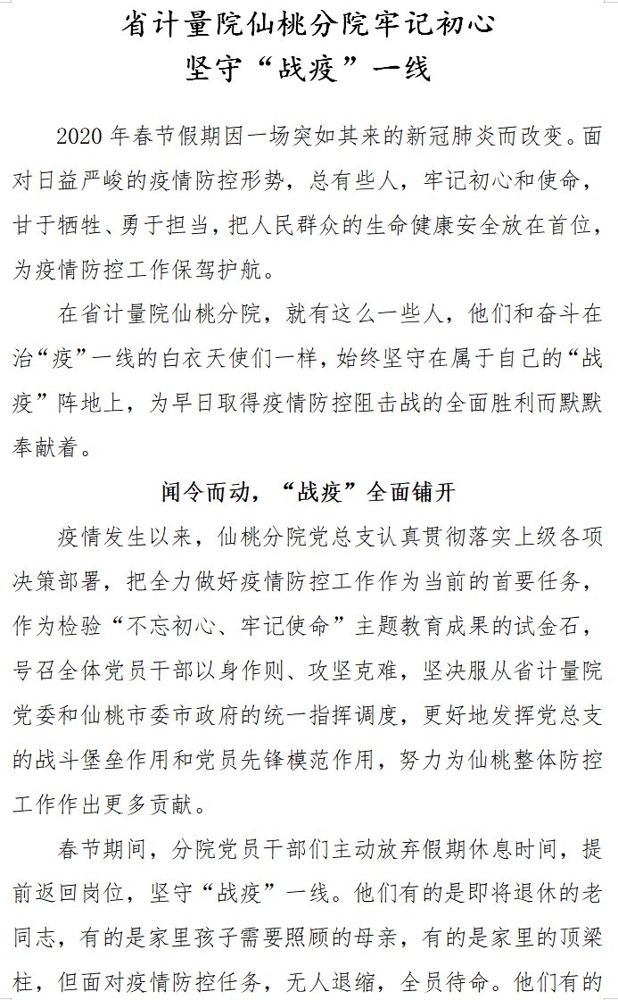 省计量院仙桃分院牢记初心
坚守“战疫”一线
2020年春节假期因一场突如其来的新冠肺炎而改变。面
对日益严峻的疫情防控形势，总有些人，牢记初心和使命，
甘于牺牲、勇于担当，把人民群众的生命健康安全放在首位，
为疫情防控工作保驾护航。
在省计量院仙桃分院，就有这么一些人，他们和奋斗在
治“疫”一线的白衣天使们一样，始终坚守在属于自己的“战
疫”阵地上，为早日取得疫情防控阻击战的全面胜利而默默
奉献着。
闻令而动，“战疫”全面铺开
疫情发生以来，仙桃分院党总支认真贯彻落实上级各项
决策部署，把全力做好疫情防控工作作为当前的首要任务，
作为检验“不忘初心、牢记使命”主题教育成果的试金石，
号召全体党员干部以身作则、攻坚克难，坚决服从省计量院
党委和仙桃市委市政府的统一指挥调度，更好地发挥党总支
的战斗堡垒作用和党员先锋模范作用，努力为仙桃整体防控
工作作出更多贡献。
春节期间，分院党员干部们主动放弃假期休息时间，提
前返回岗位，坚守“战疫”一线。他们有的是即将退休的老
同志，有的是家里孩子需要照顾的母亲，有的是家里的顶梁
柱，但面对疫情防控任务，无人退缩，全员待命。他们有的